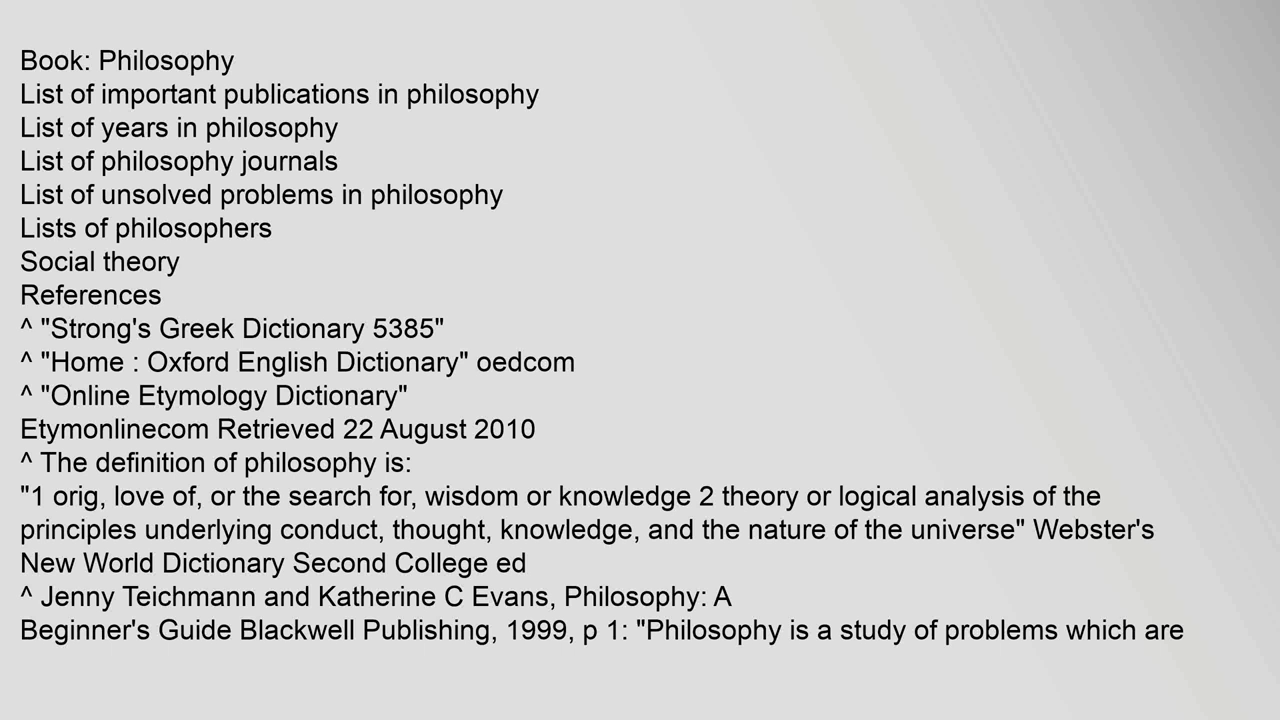 Book: Philosophy
List of important publications in philosophy
List of years in philosophy
List of philosophy journals
List of unsolved problems in philosophy
Lists of philosophers
Social theory
References
^ "Strong's Greek Dictionary 5385"
^ "Home : Oxford English Dictionary" oedcom
^ "Online Etymology Dictionary"
Etymonlinecom Retrieved 22 August 2010
^ The definition of philosophy is:
"1 orig, love of, or the search for, wisdom or knowledge 2 theory or logical analysis of the
principles underlying conduct, thought, knowledge, and the nature of the universe" Webster's
New World Dictionary Second College ed
^ Jenny Teichmann and Katherine C Evans, Philosophy: A
Beginner's Guide Blackwell Publishing, 1999, p 1: "Philosophy is a study of problems which are